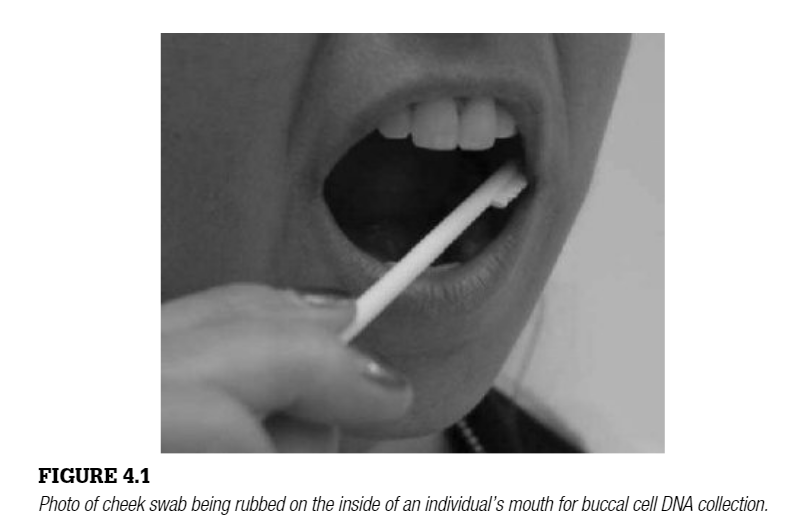 FIGURE 4.1
Photo of cheek swab being rubbed on the inside of an individual's mouth for buccal cell DNA collection.